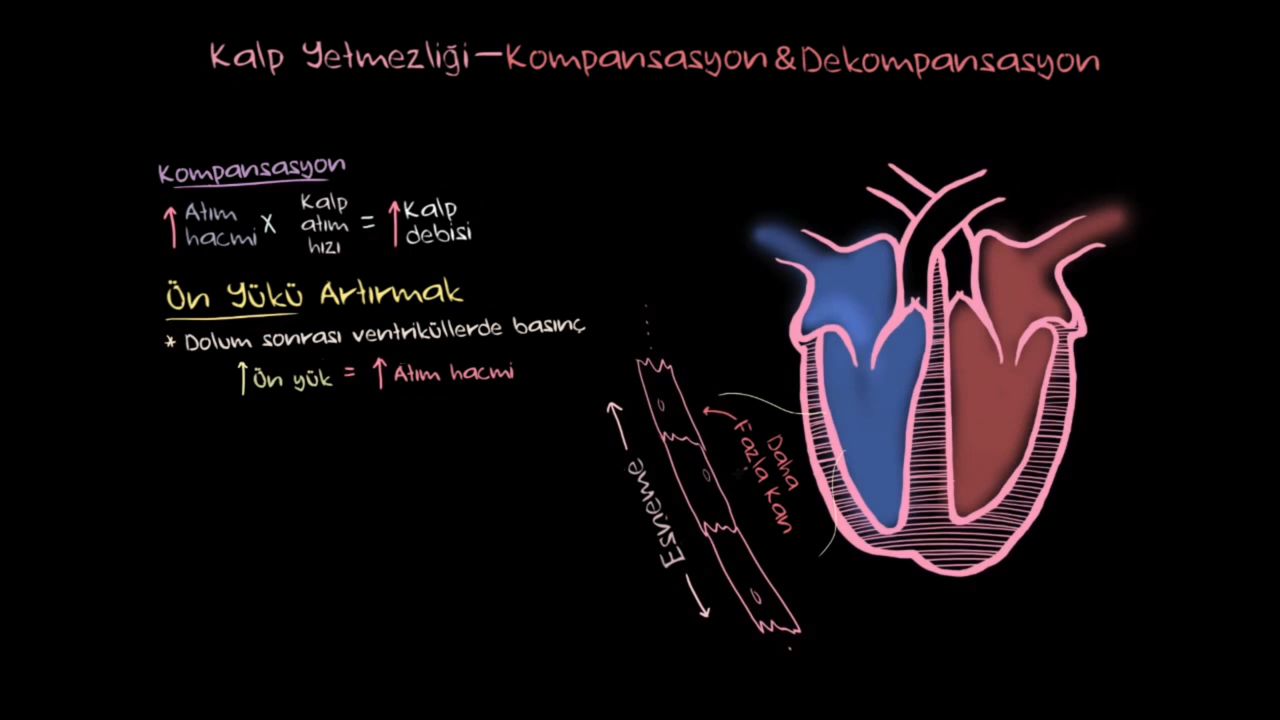 Kalp Yetmezliği—Kompansasyon & Dekompansasyon
Kompansasyon
↑ Atım hacmi x Kalp atım hızı = ↑ Kalp debisi
Ön Yükü Artırmak
* Dolum sonrası ventriküllerde basınç
↑ Ön yük = ↑ Atım hacmi
← Esneme →
Daha
Fazla Kan